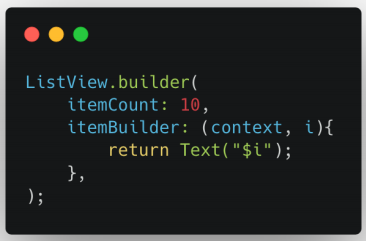 ListView.builder(
    itemCount: 10,
    itemBuilder: (context, i){
        return Text("$i");
    },
);